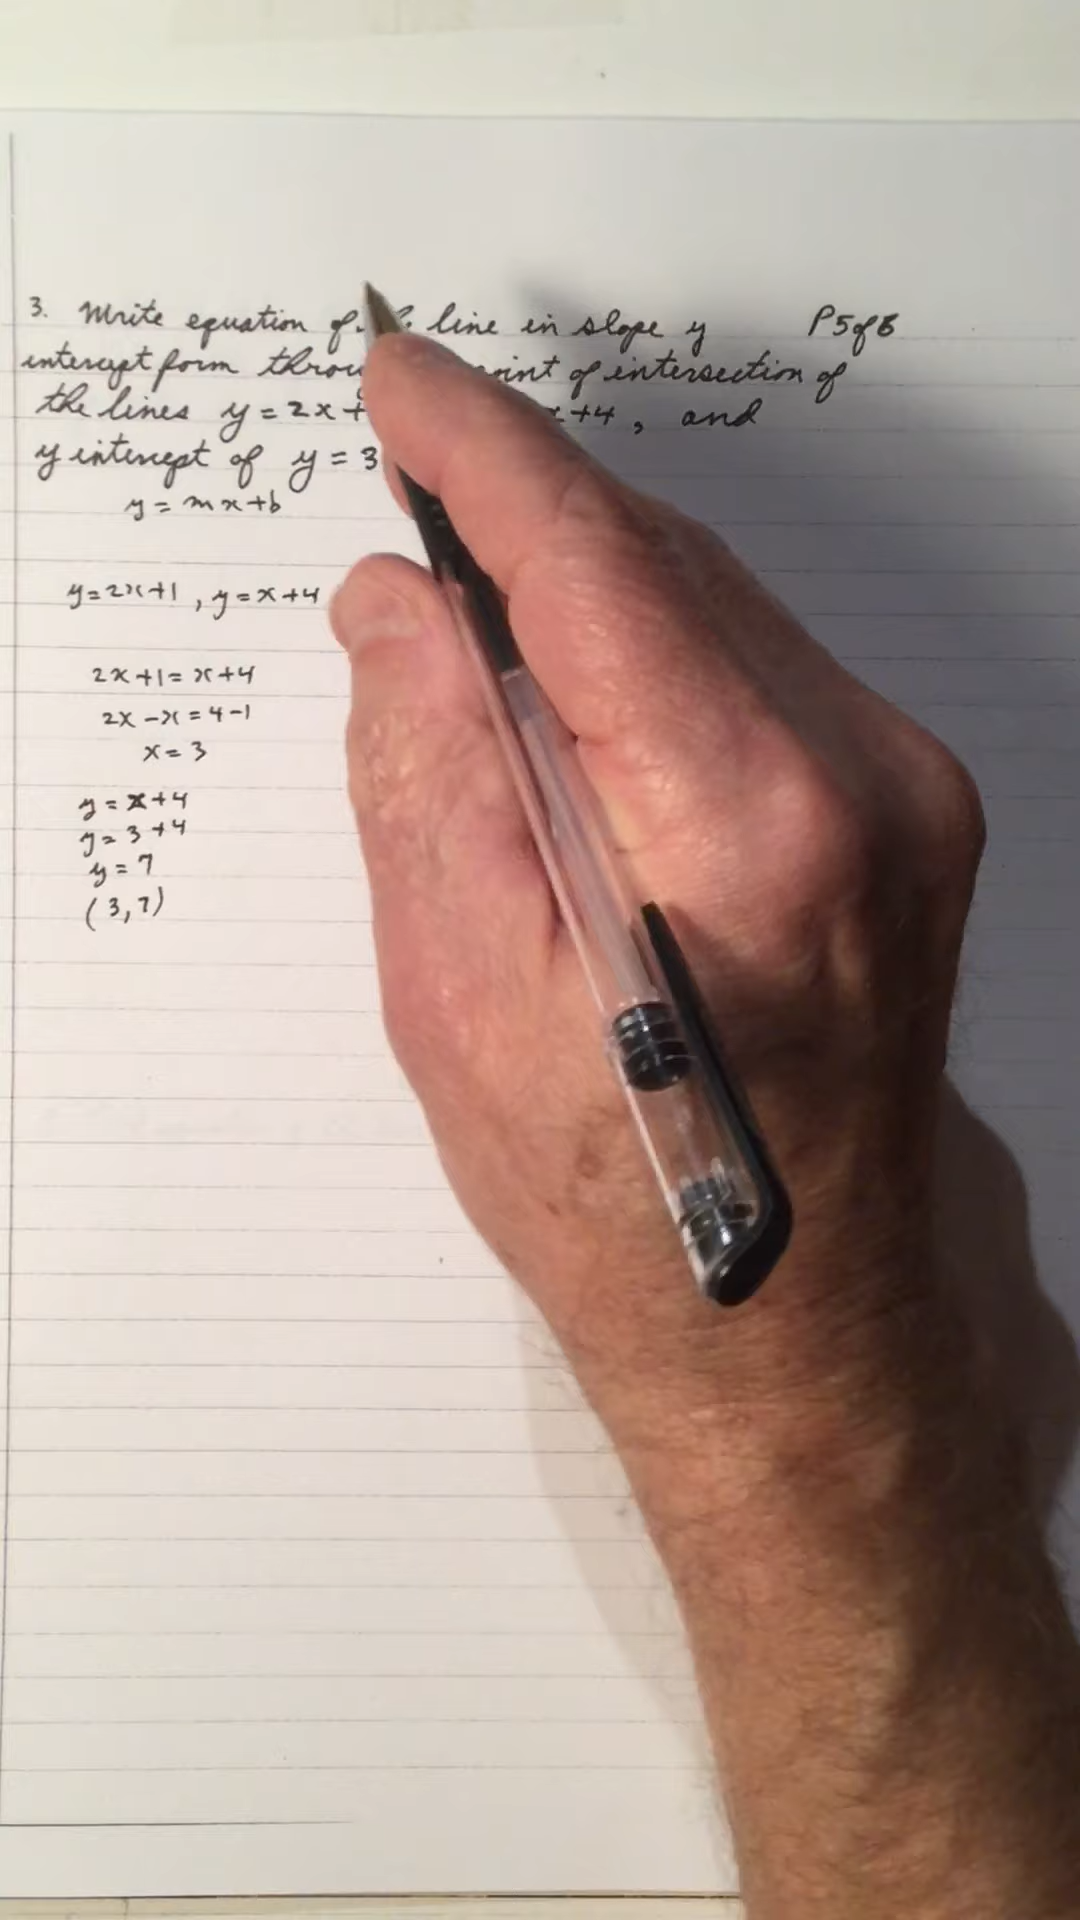 3. Write equation of line in slope y P5of6
intercept form point of intersection of
the lines y = 2x + x+4, and
y intercept of y = 3
y = mx+b
y=2x+1, y=x+4
2x+1=x+4
2x-x=4-1
x=3
y=x+4
y=3+4
y=7
(3,7)